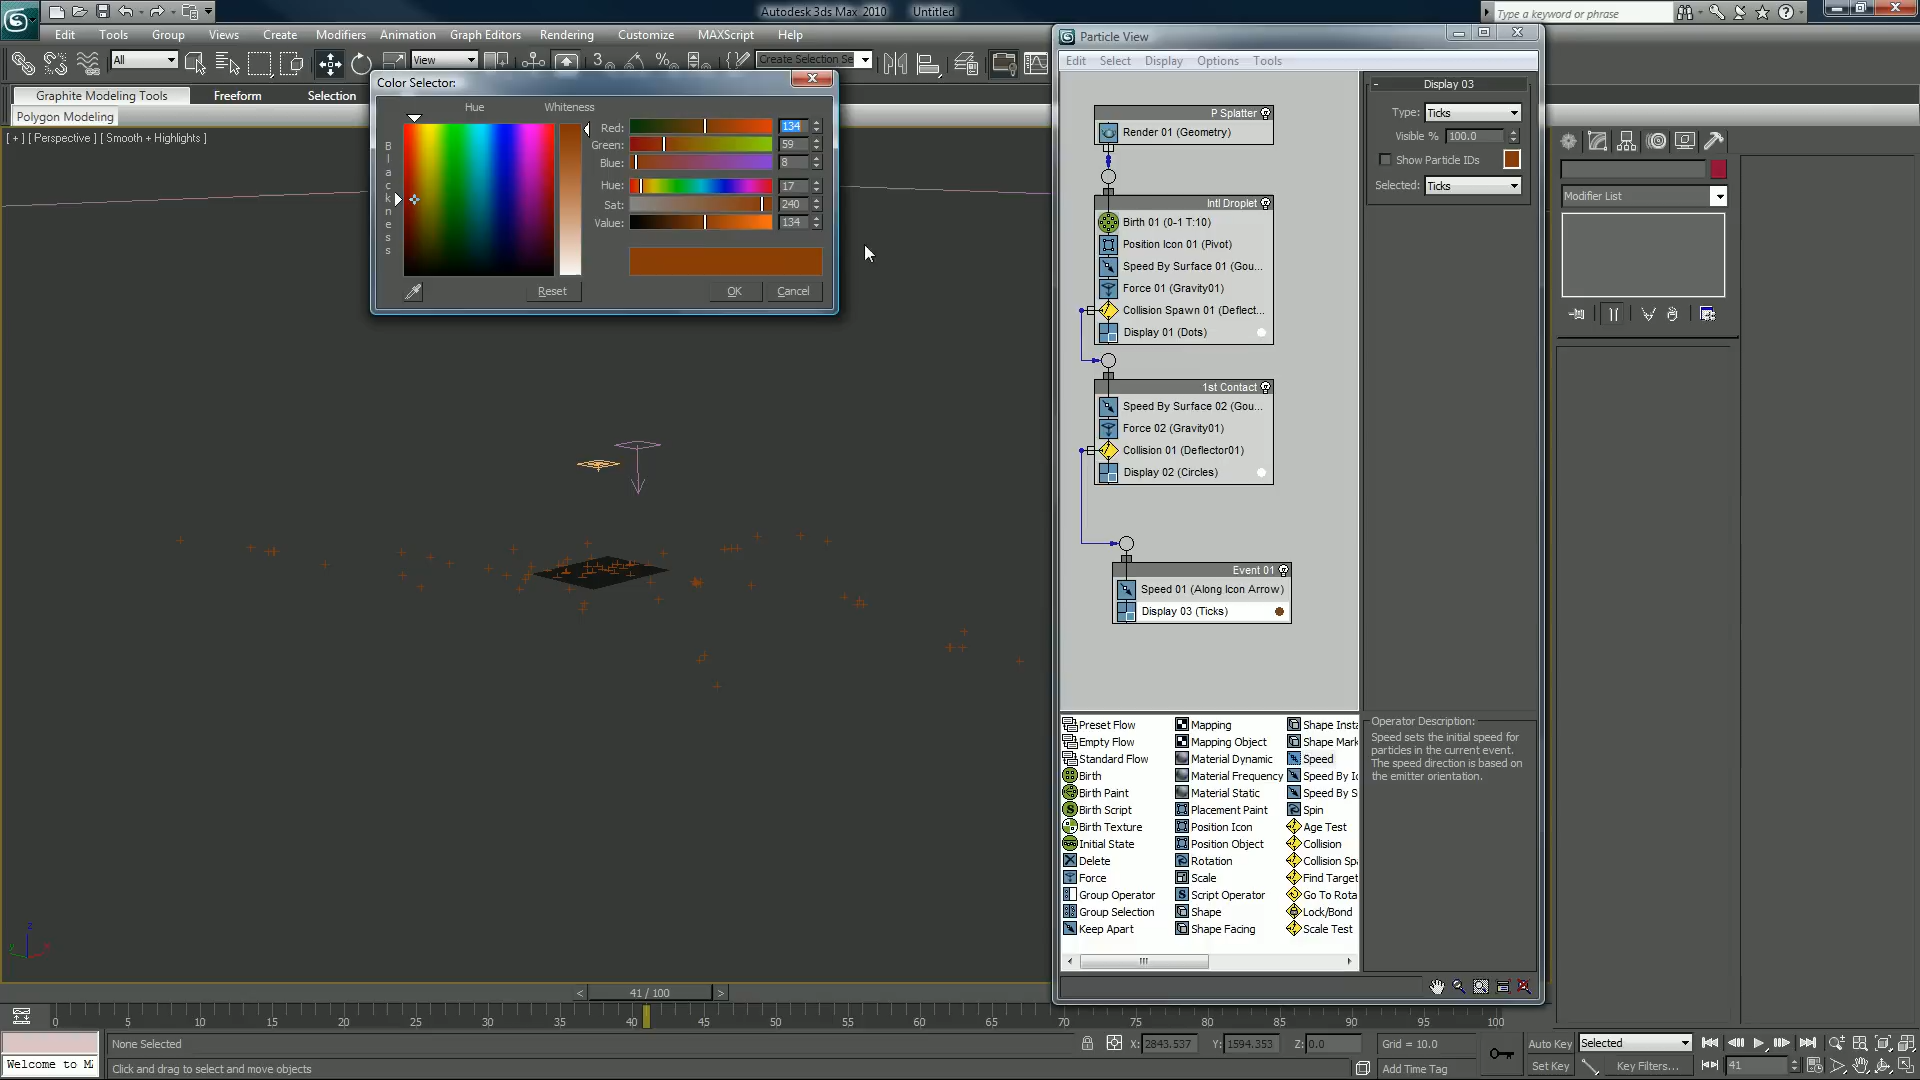 Autodesk 3ds Max 2010 Untitled
Type a keyword or phrase
Edit Tools Group Views Create Modifiers Animation Graph Editors Rendering Customize MAXScript Help
All View Create Selection Se
Graphite Modeling Tools Freeform Selection
Polygon Modeling
[ + ] [ Perspective ] [ Smooth + Highlights ]
Color Selector:
Hue Whiteness
Blackness
Red: 134
Green: 59
Blue: 8
Hue: 17
Sat: 240
Value: 134
Reset OK Cancel
Particle View
Edit Select Display Options Tools
P Splatter
Render 01 (Geometry)
Intl Droplet
Birth 01 (0-1 T:10)
Position Icon 01 (Pivot)
Speed By Surface 01 (Gou...
Force 01 (Gravity01)
Collision Spawn 01 (Deflect...
Display 01 (Dots)
1st Contact
Speed By Surface 02 (Gou...
Force 02 (Gravity01)
Collision 01 (Deflector01)
Display 02 (Circles)
Event 01
Speed 01 (Along Icon Arrow)
Display 03 (Ticks)
- Display 03
Type: Ticks
Visible % 100.0
Show Particle IDs
Selected: Ticks
Modifier List
Preset Flow Mapping Shape Insta
Empty Flow Mapping Object Shape Mark
Standard Flow Material Dynamic Speed
Birth Material Frequency Speed By Ic
Birth Paint Material Static Speed By S
Birth Script Placement Paint Spin
Birth Texture Position Icon Age Test
Initial State Position Object Collision
Delete Rotation Collision Sp
Force Scale Find Target
Group Operator Script Operator Go To Rota
Group Selection Shape Lock/Bond
Keep Apart Shape Facing Scale Test
Operator Description:
Speed sets the initial speed for
particles in the current event.
The speed direction is based on
the emitter orientation.
z
x
y
< 41 / 100 >
0 5 10 15 20 25 30 35 40 45 50 55 60 65 70 75 80 85 90 95 100
None Selected X: 2843.537 Y: 1594.353 Z: 0.0 Grid = 10.0 Auto Key Selected
Welcome to M Click and drag to select and move objects Add Time Tag Set Key Key Filters... 41